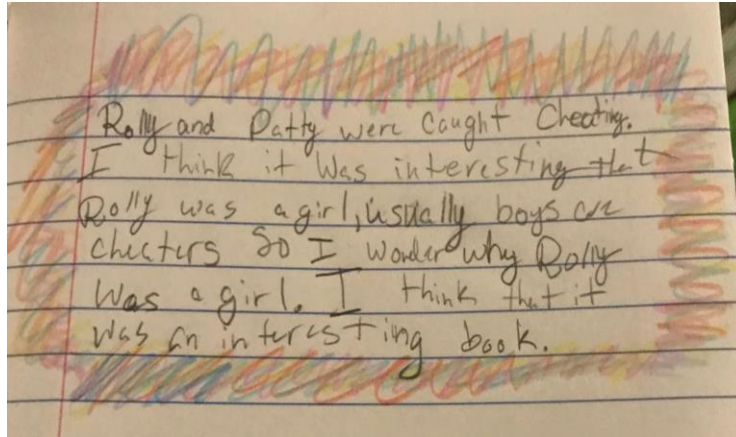 Rolly and Patty were caught Cheating.
I think it Was interesting that
Rolly was a girl, usually boys are
cheaters So I wonder why Rolly
Was a girl. I think that it
was an interesting book.